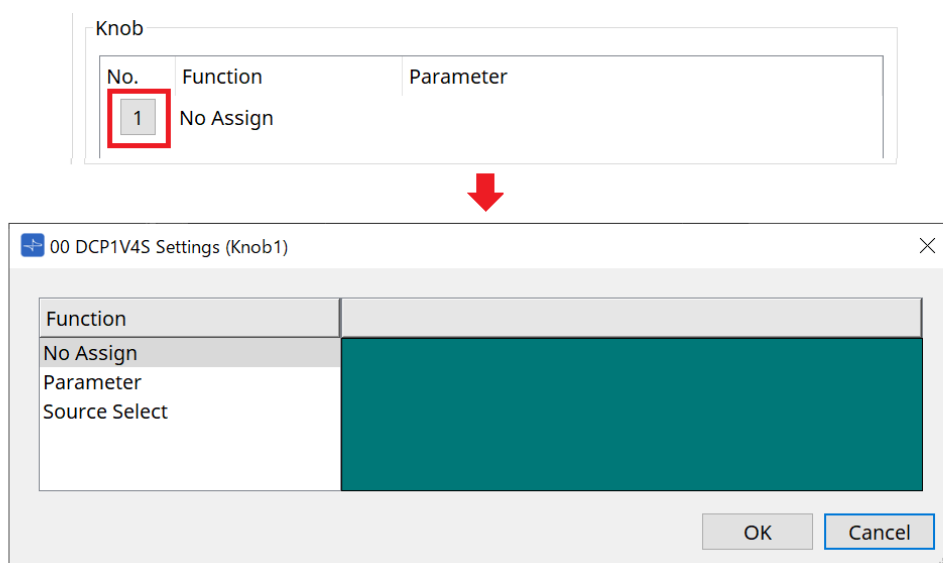 Knob
No. Function Parameter
1 No Assign
00 DCP1V4S Settings (Knob1)
Function
No Assign
Parameter
Source Select
OK Cancel